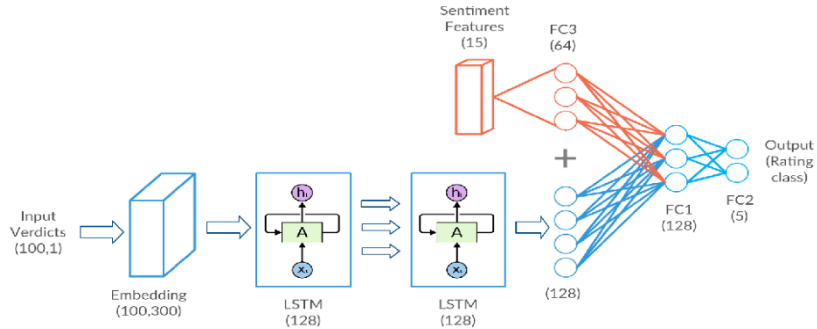 Sentiment
Features
(15)
FC3
(64)
+
Input
Verdicts
(100,1)
Embedding
(100,300)
h
A
X
LSTM
(128)
h
A
X
LSTM
(128)
(128)
FC1
(128)
FC2
(5)
Output
(Rating
class)